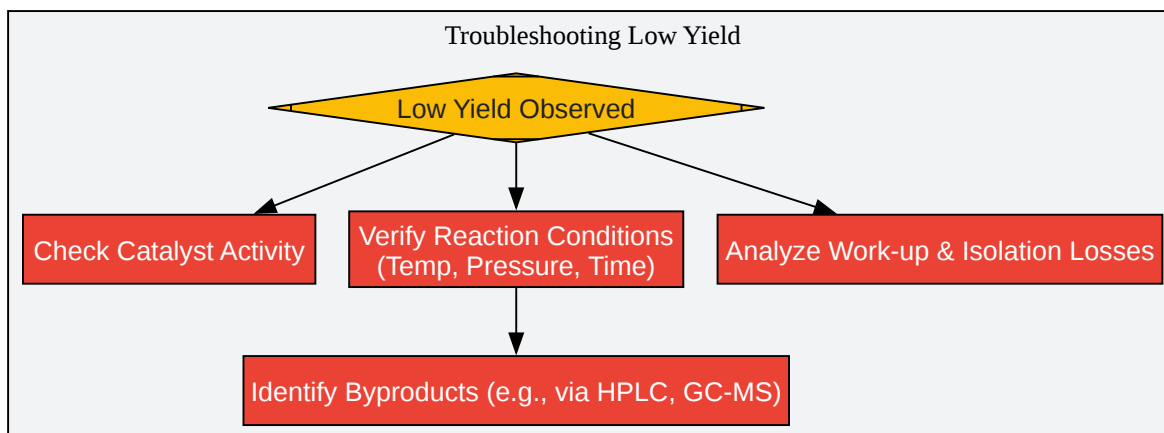 Troubleshooting Low Yield
Low Yield Observed
Check Catalyst Activity
Verify Reaction Conditions
(Temp, Pressure, Time)
Analyze Work-up & Isolation Losses
Identify Byproducts (e.g., via HPLC, GC-MS)